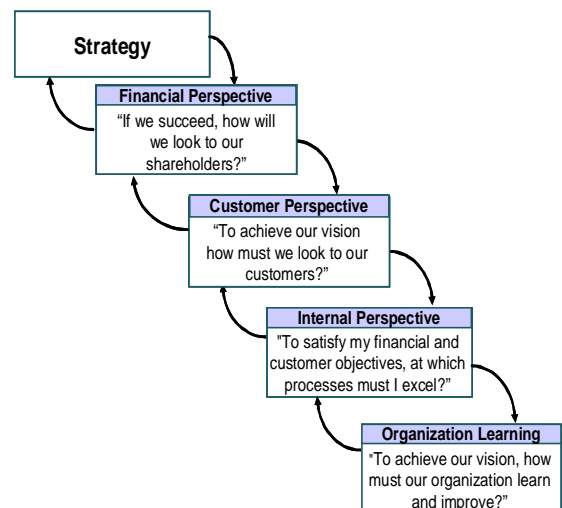 Strategy
Financial Perspective
“If we succeed, how will
we look to our
shareholders?”
Customer Perspective
“To achieve our vision
how must we look to our
customers?”
Internal Perspective
"To satisfy my financial and
customer objectives, at which
processes must I excel?”
Organization Learning
"To achieve our vision, how
must our organization learn
and improve?”